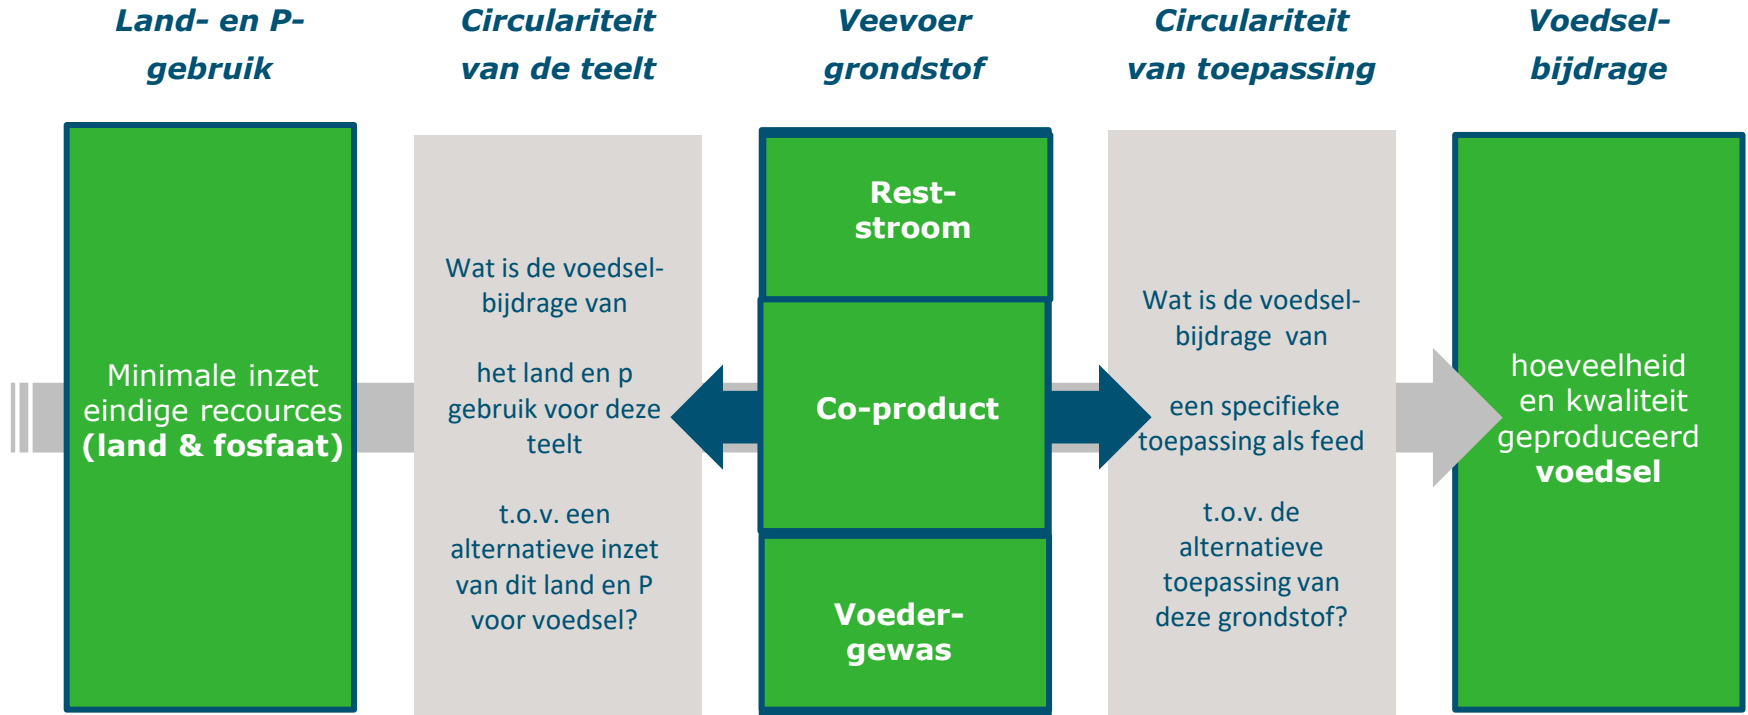 Land- en P-
gebruik
Circulariteit
van de teelt
Veevoer
grondstof
Circulariteit
van toepassing
Voedsel-
bijdrage
Minimale inzet
eindige recources
(land & fosfaat)
Wat is de voedsel-
bijdrage van
het land en p
gebruik voor deze
teelt
t.o.v. een
alternatieve inzet
van dit land en P
voor voedsel?
Rest-
stroom
Co-product
Voeder-
gewas
Wat is de voedsel-
bijdrage van
een specifieke
toepassing als feed
t.o.v. de
alternatieve
toepassing van
deze grondstof?
hoeveelheid
en kwaliteit
geproduceerd
voedsel